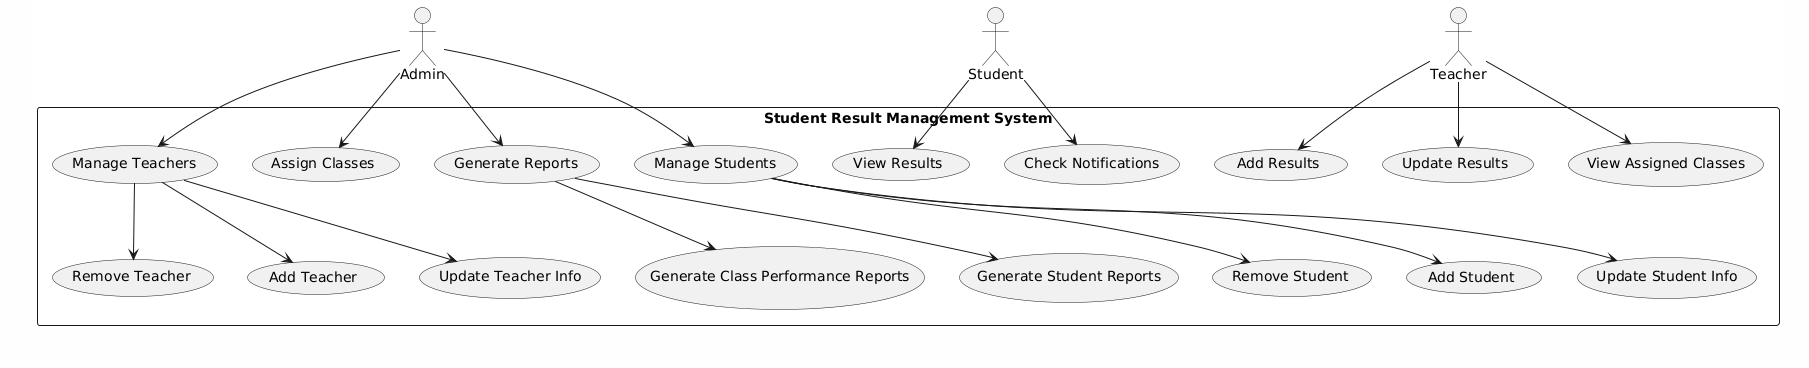 Admin
Student
Teacher
Student Result Management System
Manage Teachers
Assign Classes
Generate Reports
Manage Students
View Results
Check Notifications
Add Results
Update Results
View Assigned Classes
Remove Teacher
Add Teacher
Update Teacher Info
Generate Class Performance Reports
Generate Student Reports
Remove Student
Add Student
Update Student Info